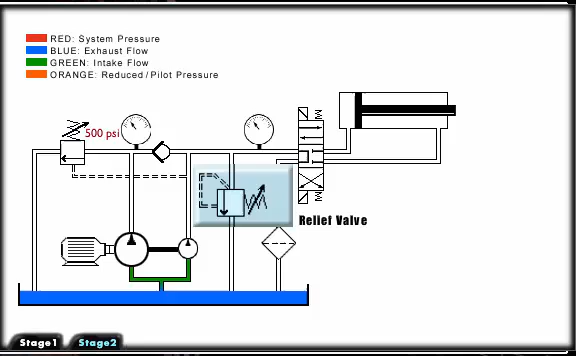 RED: System Pressure
BLUE: Exhaust Flow
GREEN: Intake Flow
ORANGE: Reduced/Pilot Pressure
500 psi
Relief Valve
Stage1 Stage2